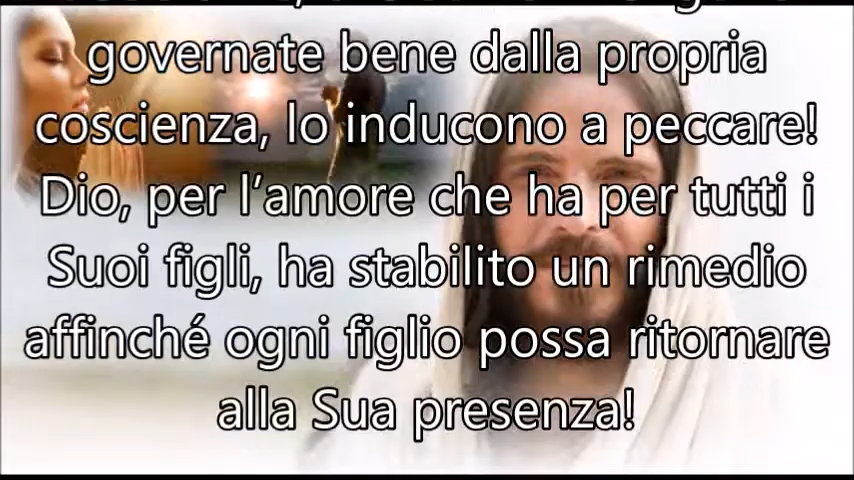 governate bene dalla propria
coscienza, lo inducono a peccare!
Dio, per l'amore che ha per tutti i
Suoi figli, ha stabilito un rimedio
affinché ogni figlio possa ritornare
alla Sua presenza!